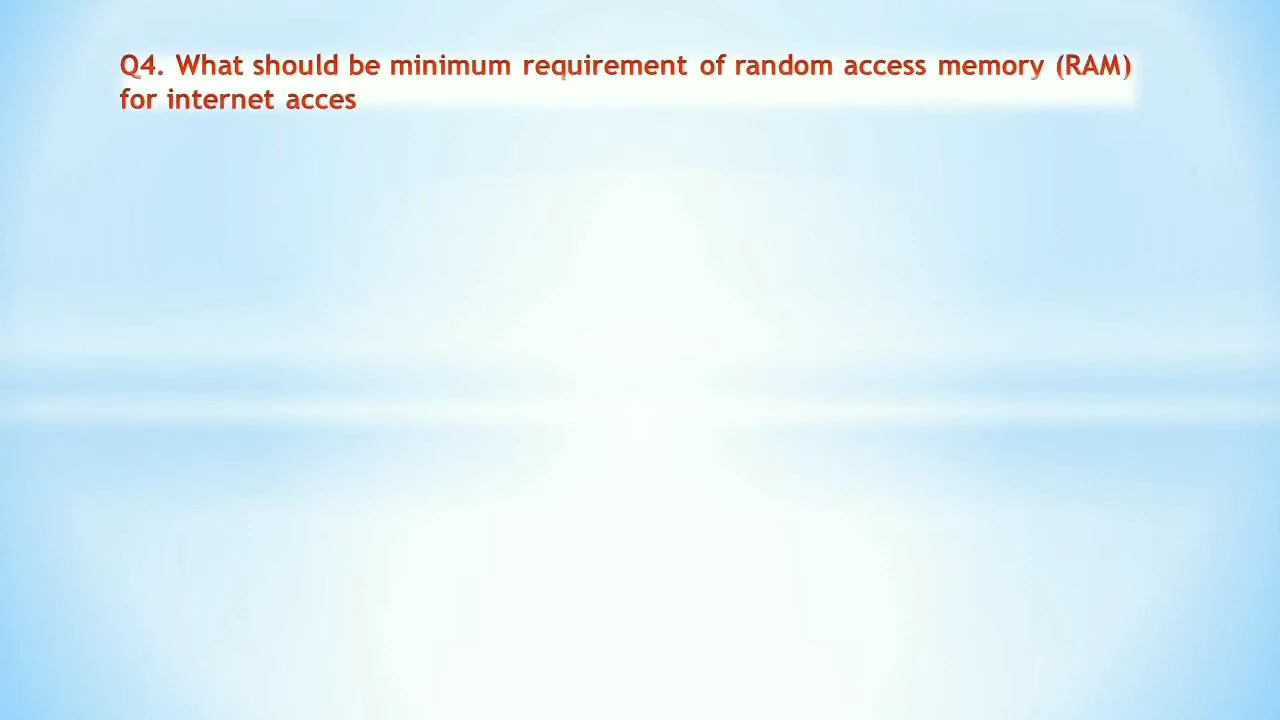 Q4. What should be minimum requirement of random access memory (RAM)
for internet acces